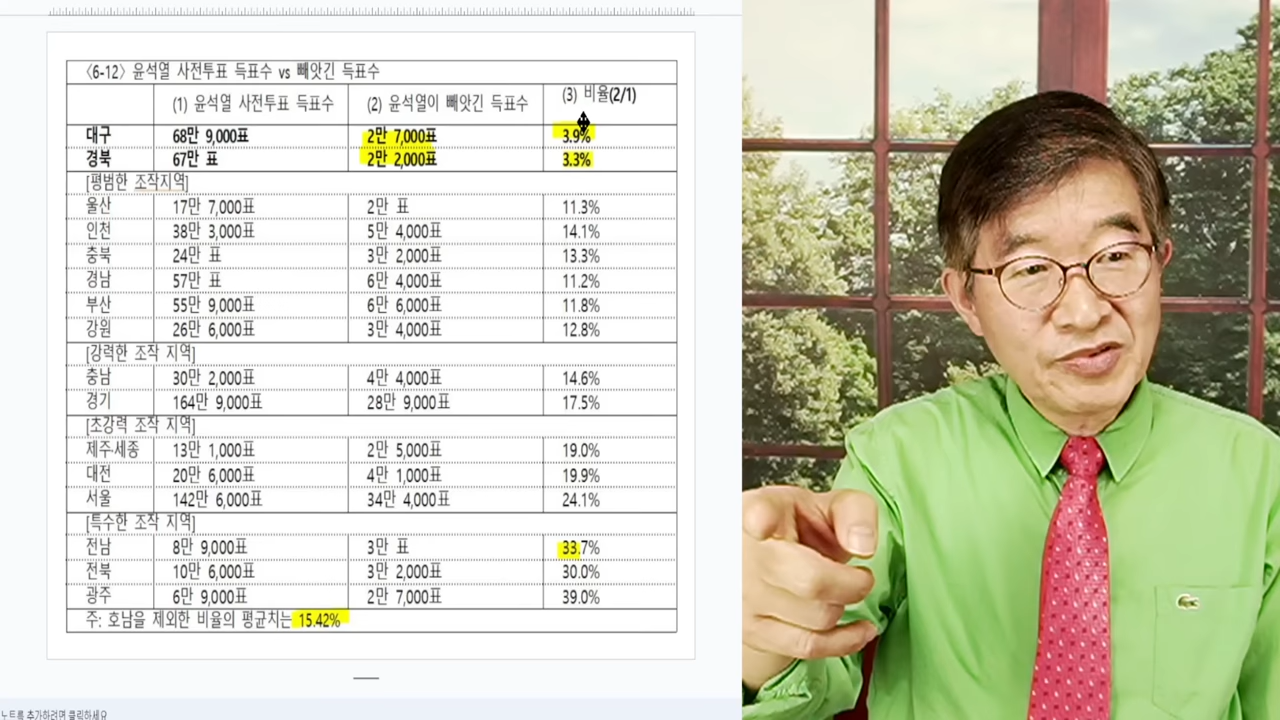 〈6-12〉 윤석열 사전투표 득표수 vs 빼앗긴 득표수
(1) 윤석열 사전투표 득표수 (2) 윤석열이 빼앗긴 득표수 (3) 비율(2/1)
대구 68만 9,000표 2만 7,000표 3.9%
경북 67만 표 2만 2,000표 3.3%
[평범한 조작지역]
울산 17만 7,000표 2만 표 11.3%
인천 38만 3,000표 5만 4,000표 14.1%
충북 24만 표 3만 2,000표 13.3%
경남 57만 표 6만 4,000표 11.2%
부산 55만 9,000표 6만 6,000표 11.8%
강원 26만 6,000표 3만 4,000표 12.8%
[강력한 조작 지역]
충남 30만 2,000표 4만 4,000표 14.6%
경기 164만 9,000표 28만 9,000표 17.5%
[초강력 조작 지역]
제주·세종 13만 1,000표 2만 5,000표 19.0%
대전 20만 6,000표 4만 1,000표 19.9%
서울 142만 6,000표 34만 4,000표 24.1%
[특수한 조작 지역]
전남 8만 9,000표 3만 표 33.7%
전북 10만 6,000표 3만 2,000표 30.0%
광주 6만 9,000표 2만 7,000표 39.0%
주: 호남을 제외한 비율의 평균치는 15.42%
노트를 추가하려면 클릭하세요